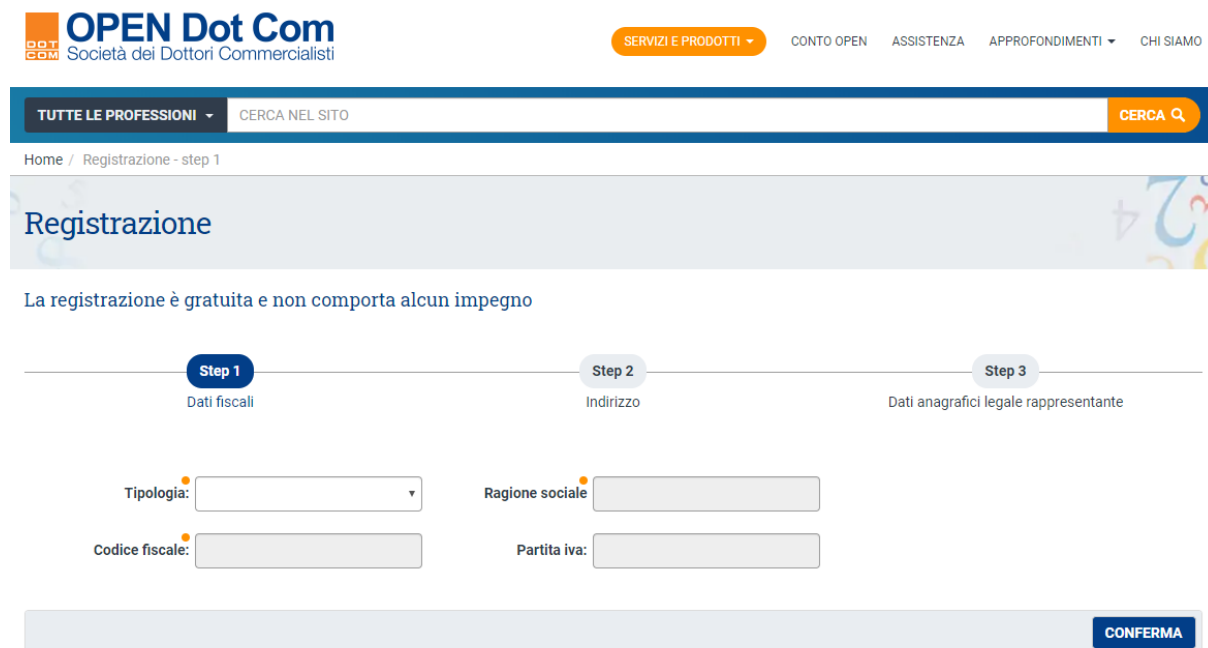 DOT
COM
OPEN Dot Com
Società dei Dottori Commercialisti
SERVIZI E PRODOTTI
CONTO OPEN
ASSISTENZA
APPROFONDIMENTI
CHI SIAMO
TUTTE LE PROFESSIONI
CERCA NEL SITO
CERCA
Home / Registrazione - step 1
Registrazione
4 2 3
La registrazione è gratuita e non comporta alcun impegno
Step 1
Step 2
Step 3
Dati fiscali
Indirizzo
Dati anagrafici legale rappresentante
Tipologia:
Ragione sociale
Codice fiscale:
Partita iva:
CONFERMA